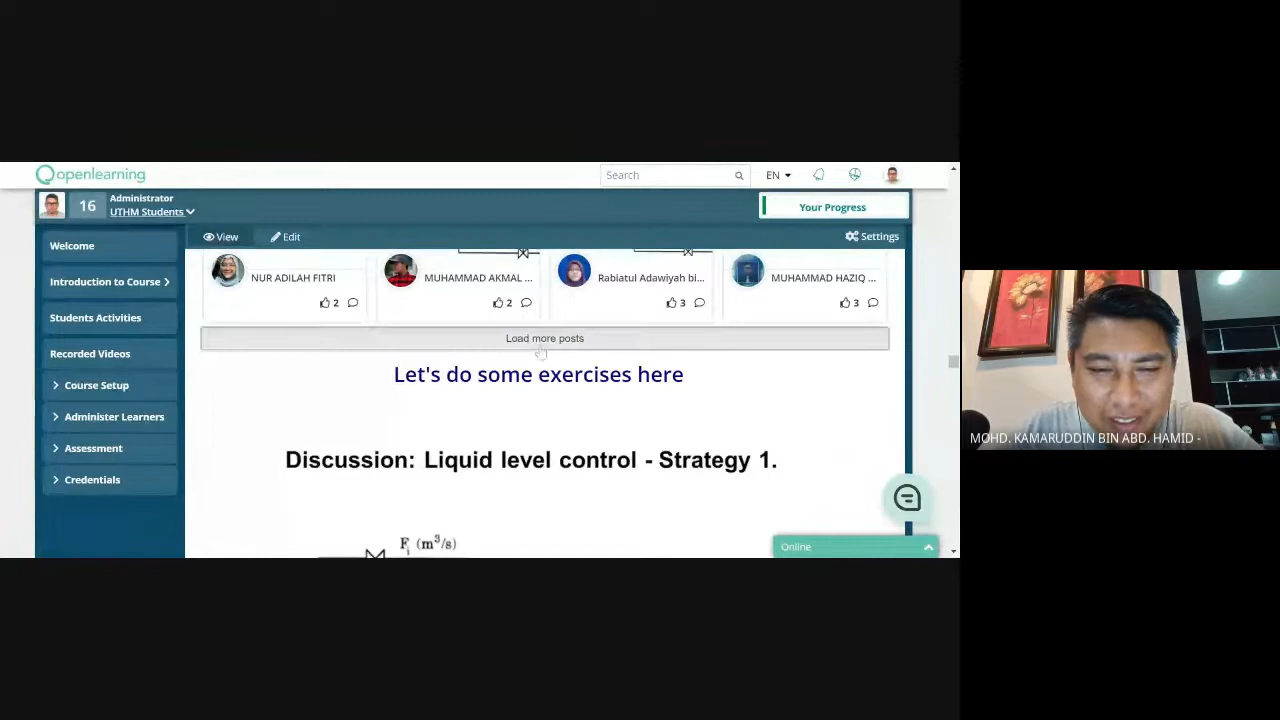 openlearning
Search
EN
16
Administrator
UTHM Students
Your Progress
View
Edit
Settings
Welcome
Introduction to Course
Students Activities
Recorded Videos
Course Setup
Administer Learners
Assessment
Credentials
NUR ADILAH FITRI
2
MUHAMMAD AKMAL ...
2
Rabiatul Adawiyah bi...
3
MUHAMMAD HAZIQ ...
3
Load more posts
Let's do some exercises here
Discussion: Liquid level control - Strategy 1.
Fi (m³/s)
Online
MOHD. KAMARUDDIN BIN ABD. HAMID -